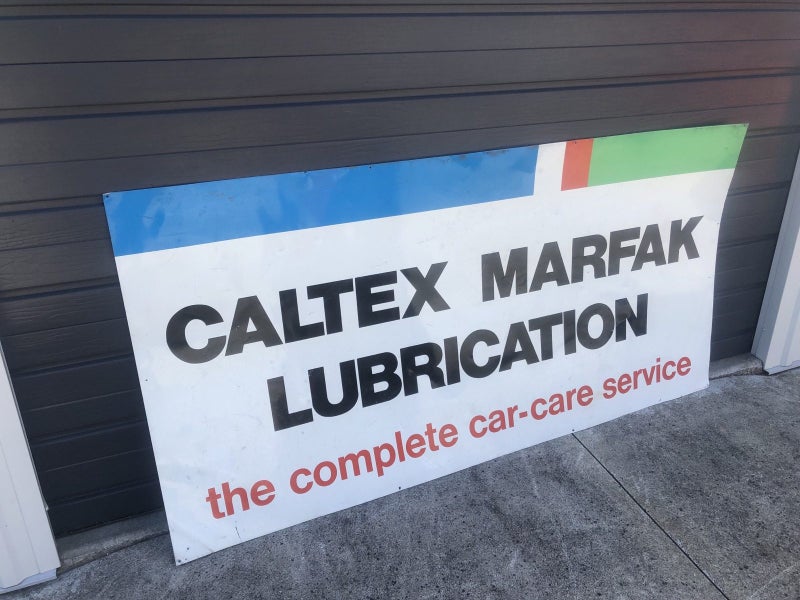 CALTEX MARFAK
LUBRICATION
the complete car-care service